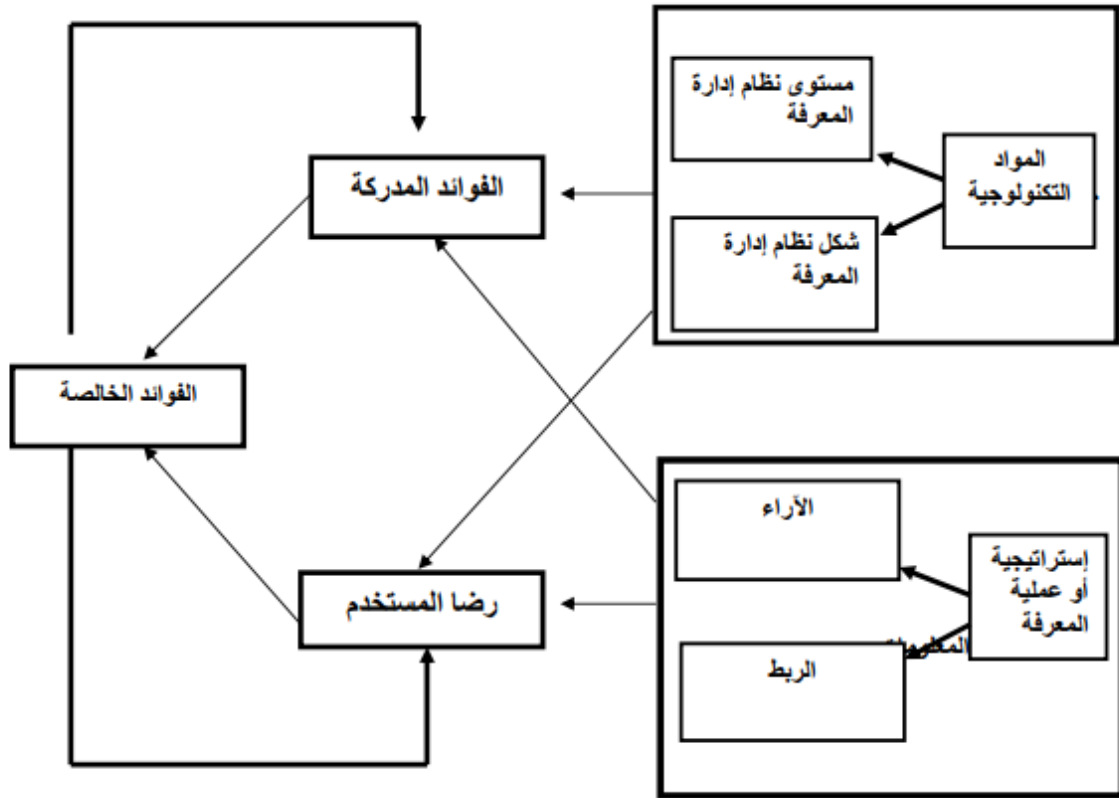 مستوى نظام إدارة
المعرفة
المواد
التكنولوجية
الفوائد المدركة
شكل نظام إدارة
المعرفة
الفوائد الخالصة
الآراء
إستراتيجية
أو عملية
المعرفة
رضا المستخدم
الربط